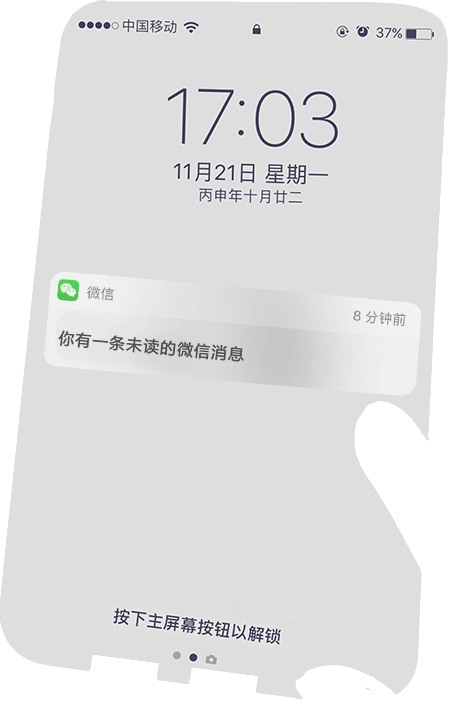 中国移动 37%
17:03
11月21日 星期一
丙申年十月廿二
微信
8 分钟前
你有一条未读的微信消息
按下主屏幕按钮以解锁